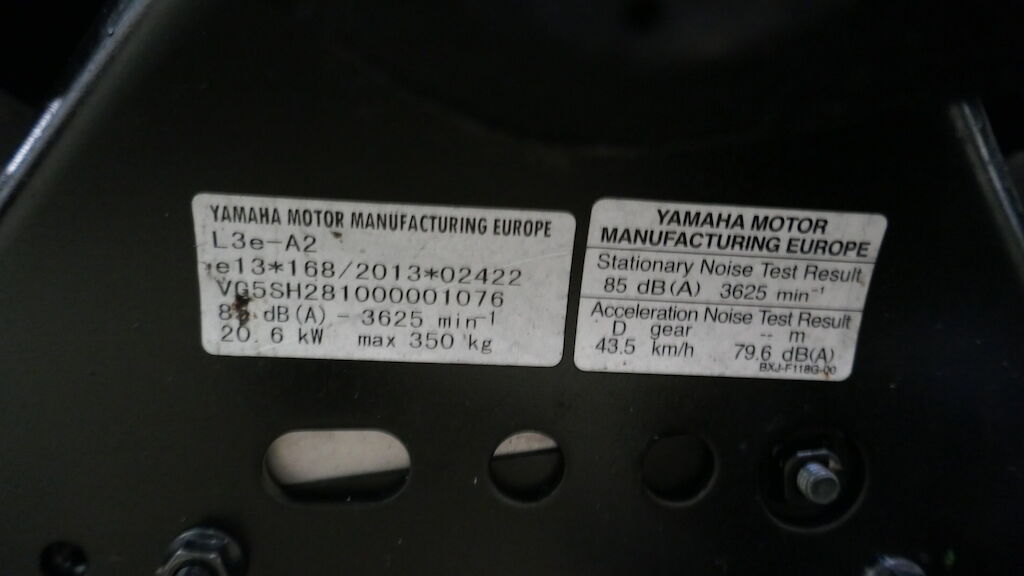 YAMAHA MOTOR MANUFACTURING EUROPE
L3e-A2
e13*168/2013*02422
VG5SH281000001076
85 dB(A) - 3625 min-1
20.6 kW max 350 kg
YAMAHA MOTOR
MANUFACTURING EUROPE
Stationary Noise Test Result
85 dB(A) 3625 min-1
Acceleration Noise Test Result
D gear -- m
43.5 km/h 79.6 dB(A)
BXJ-F118G-00